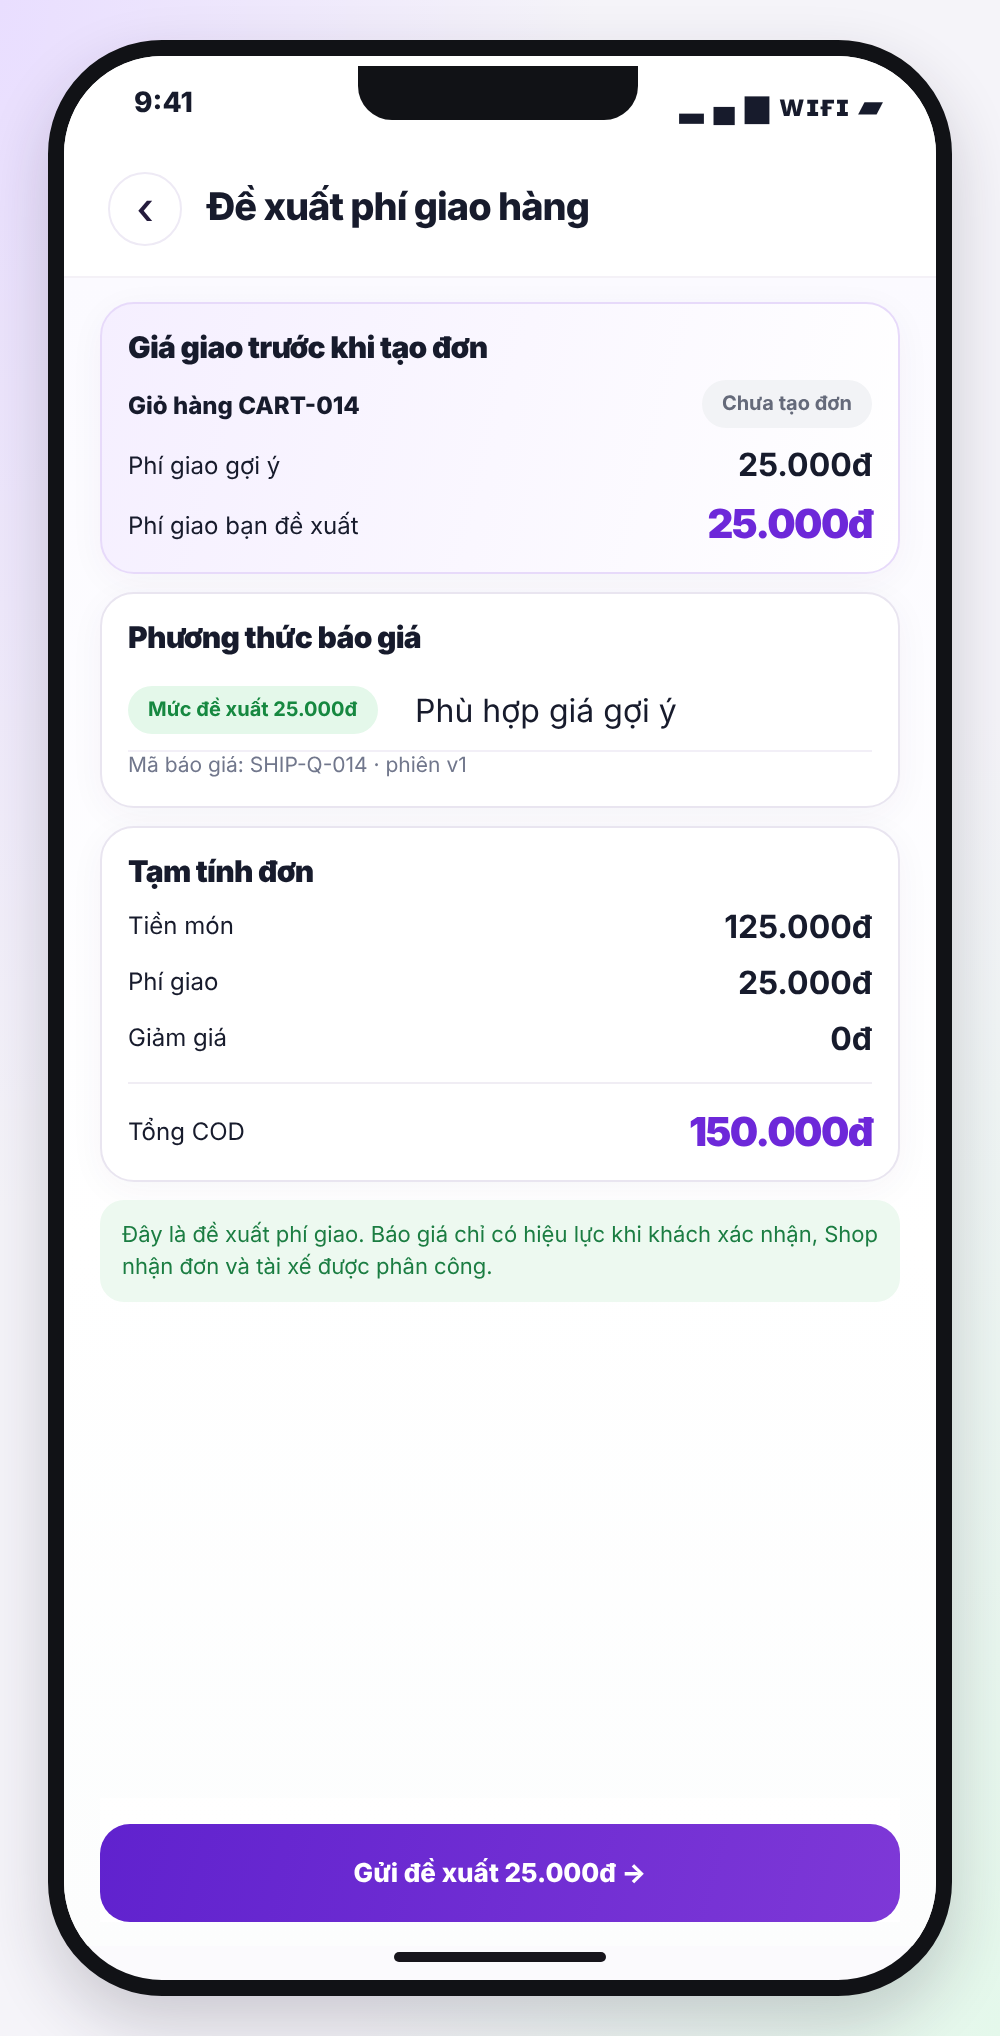 9:41
WIFI
Đề xuất phí giao hàng
Giá giao trước khi tạo đơn
Giỏ hàng CART-014
Chưa tạo đơn
Phí giao gợi ý
25.000đ
Phí giao bạn đề xuất
25.000đ
Phương thức báo giá
Mức đề xuất 25.000đ
Phù hợp giá gợi ý
Mã báo giá: SHIP-Q-014 · phiên v1
Tạm tính đơn
Tiền món
125.000đ
Phí giao
25.000đ
Giảm giá
0đ
Tổng COD
150.000đ
Đây là đề xuất phí giao. Báo giá chỉ có hiệu lực khi khách xác nhận, Shop
nhận đơn và tài xế được phân công.
Gửi đề xuất 25.000đ →